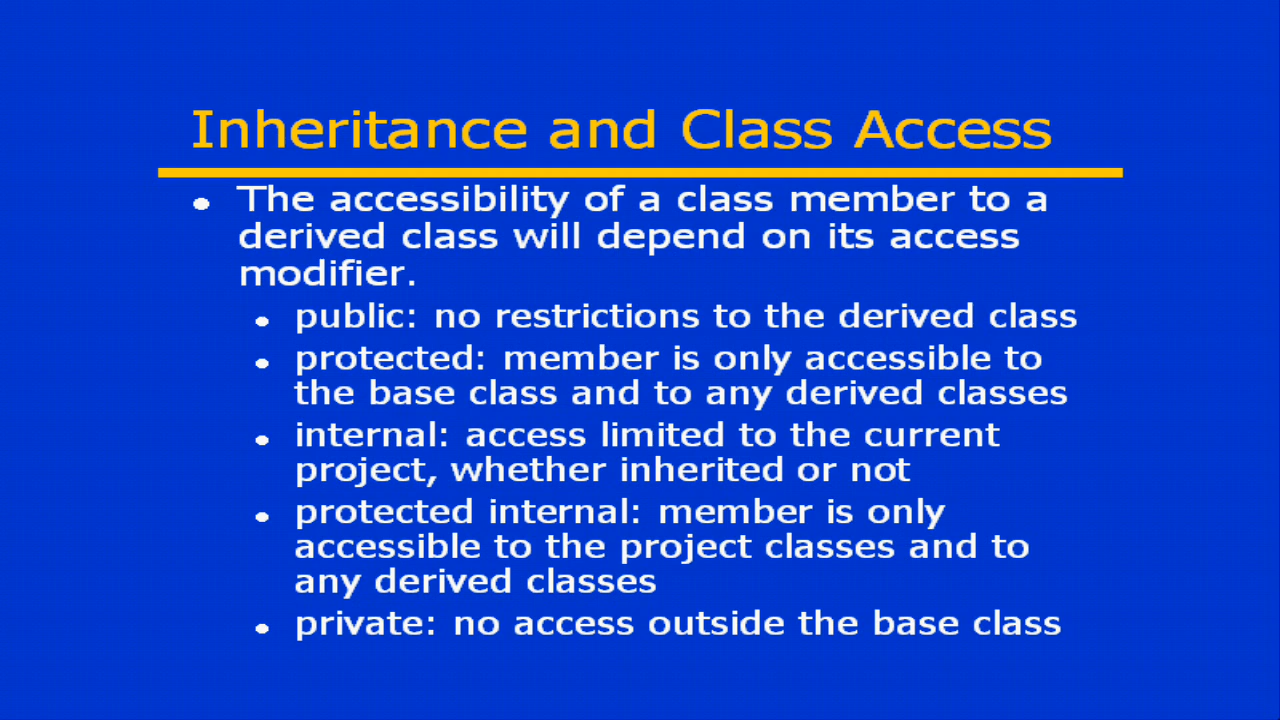 Inheritance and Class Access
• The accessibility of a class member to a
derived class will depend on its access
modifier.
• public: no restrictions to the derived class
• protected: member is only accessible to
the base class and to any derived classes
• internal: access limited to the current
project, whether inherited or not
• protected internal: member is only
accessible to the project classes and to
any derived classes
• private: no access outside the base class